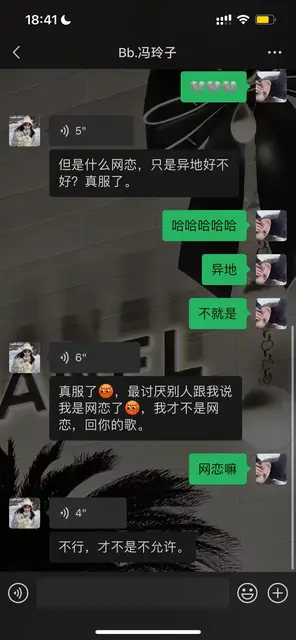 18:41
Bb.冯玲子
5"
但是什么网恋，只是异地好不
好？真服了。
哈哈哈哈哈
异地
不就是
6"
真服了😡，最讨厌别人跟我说
我是网恋了😡，我才不是网
恋，回你的歌。
网恋嘛
4"
不行，才不是不允许。